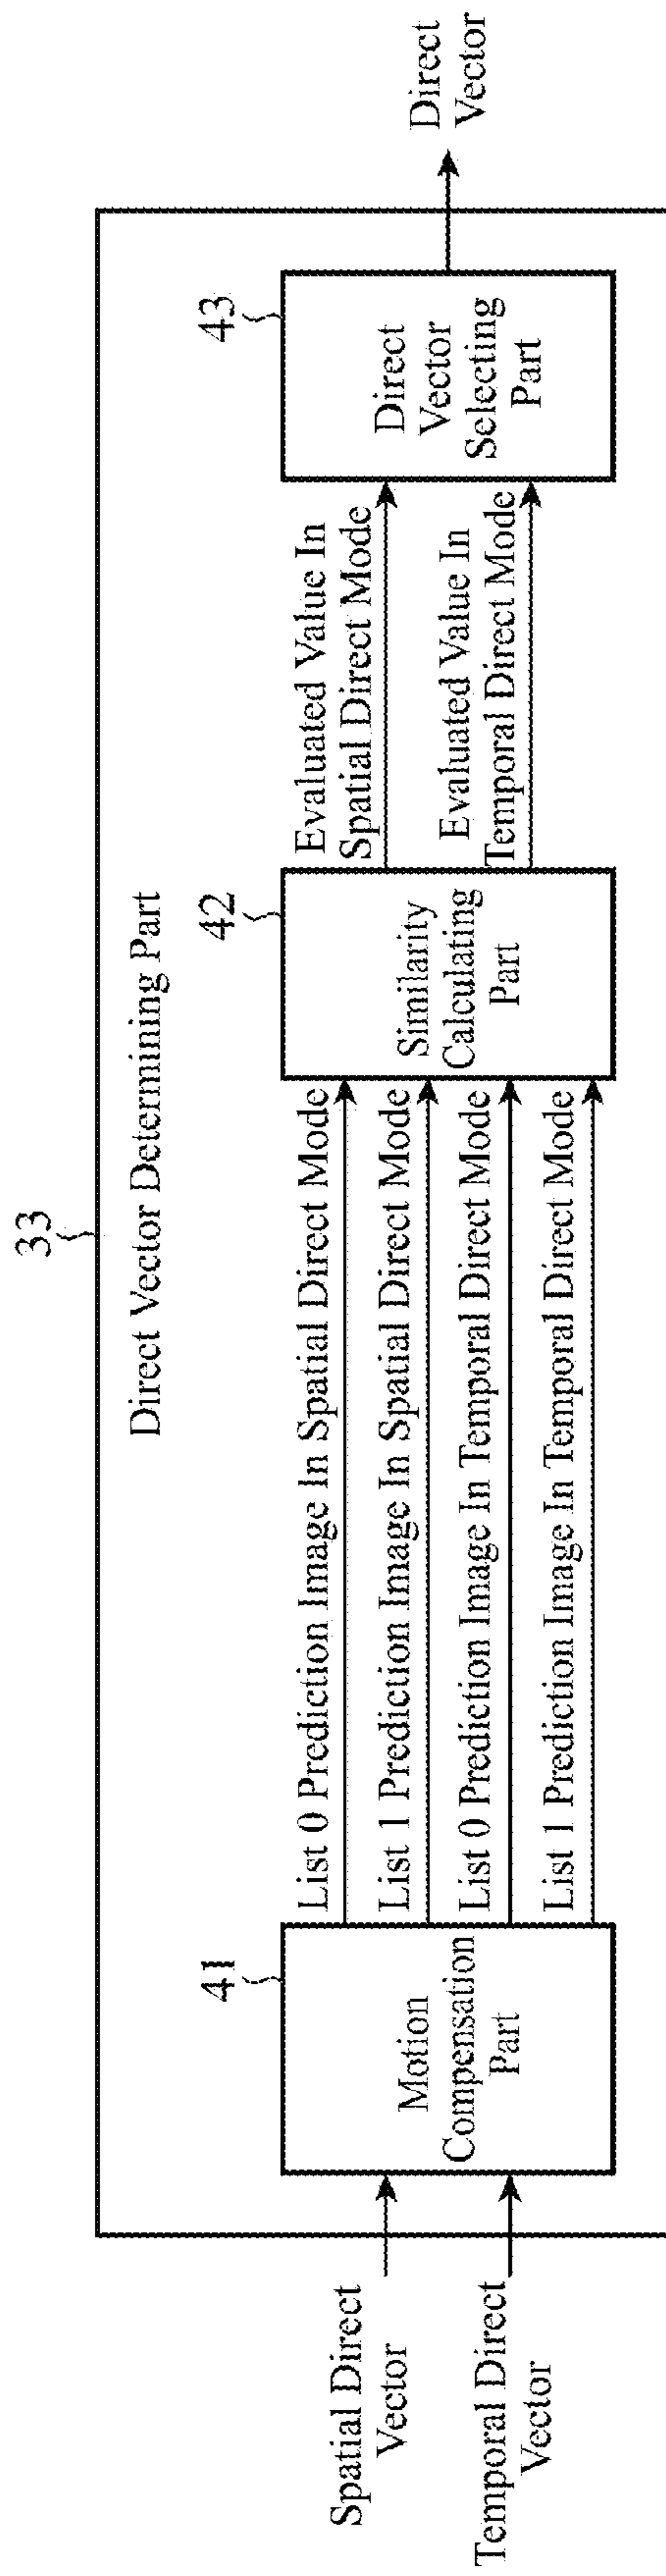 33
Direct Vector Determining Part
Spatial Direct
Vector
Temporal Direct
Vector
41
Motion
Compensation
Part
List 0 Prediction Image In Spatial Direct Mode
List 1 Prediction Image In Spatial Direct Mode
List 0 Prediction Image In Temporal Direct Mode
List 1 Prediction Image In Temporal Direct Mode
42
Similarity
Calculating
Part
Evaluated Value In
Spatial Direct Mode
Evaluated Value In
Temporal Direct Mode
43
Direct
Vector
Selecting
Part
Direct
Vector